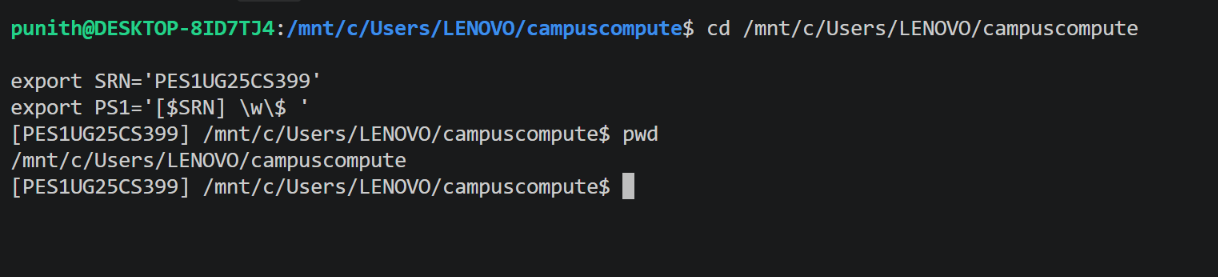 punith@DESKTOP-8ID7TJ4:/mnt/c/Users/LENOVO/campuscompute$ cd /mnt/c/Users/LENOVO/campuscompute
export SRN='PES1UG25CS399'
export PS1='[$SRN] \w\$ '
[PES1UG25CS399] /mnt/c/Users/LENOVO/campuscompute$ pwd
/mnt/c/Users/LENOVO/campuscompute
[PES1UG25CS399] /mnt/c/Users/LENOVO/campuscompute$